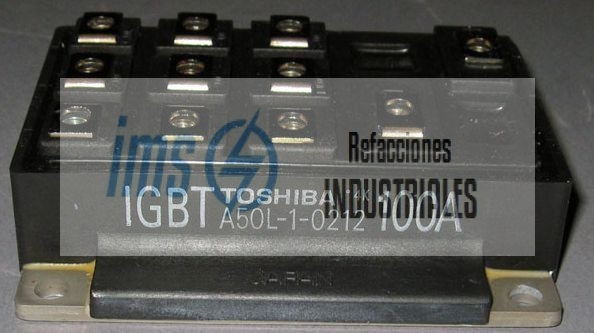 ims
Refacciones
INDUSTRIALES
IGBT TOSHIBA 100A
A50L-1-0212
JAPAN